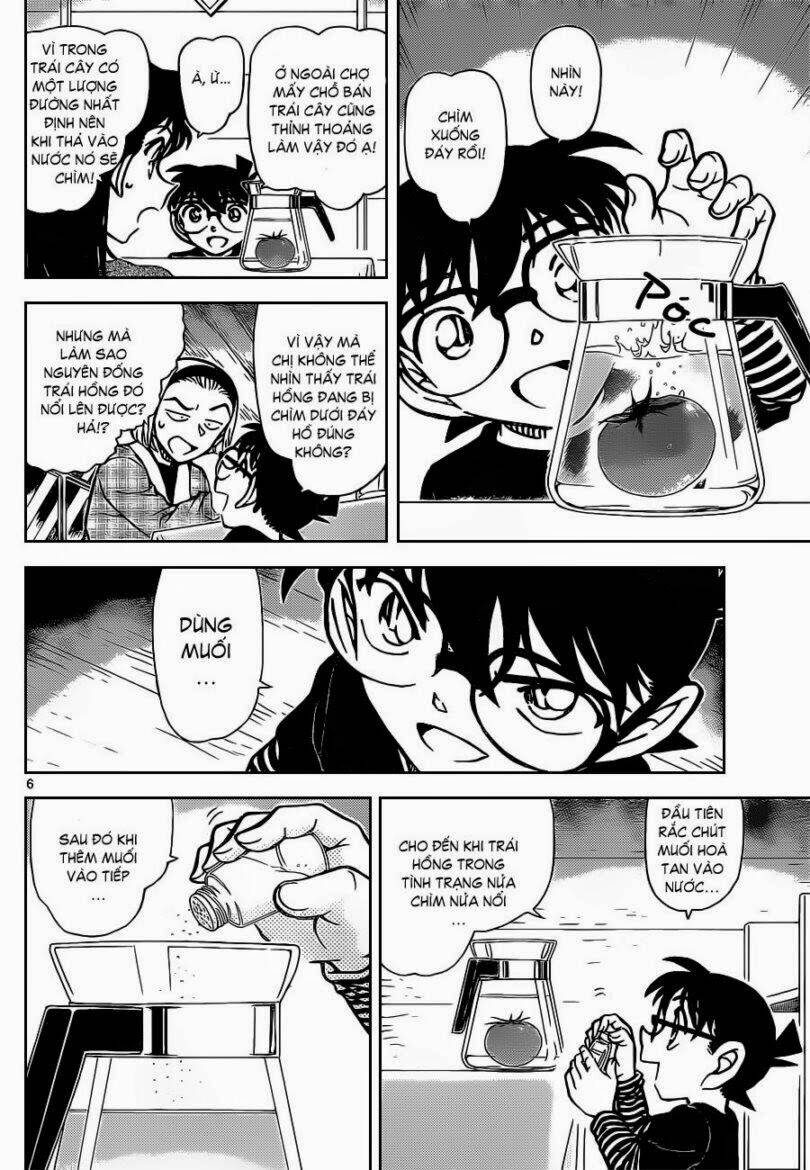 NHÌN
NÀY!
CHÌM
XUỐNG
ĐÁY RỒI!
PÓC
Ở NGOÀI CHỢ
MẤY CHỖ BÁN
TRÁI CÂY CŨNG
THỈNH THOẢNG
LÀM VẬY ĐÓ Ạ!
À, Ừ...
VÌ TRONG
TRÁI CÂY CÓ
MỘT LƯỢNG
ĐƯỜNG NHẤT
ĐỊNH NÊN
KHI THẢ VÀO
NƯỚC NÓ SẼ
CHÌM!
VÌ VẬY MÀ
CHỊ KHÔNG THỂ
NHÌN THẤY TRÁI
HỒNG ĐANG BỊ
CHÌM DƯỚI ĐÁY
HỒ ĐÚNG
KHÔNG?
NHƯNG MÀ
LÀM SAO
NGUYÊN ĐỐNG
TRÁI HỒNG ĐÓ
NỔI LÊN ĐƯỢC?
HẢ!?
DÙNG
MUỐI
...
6
ĐẦU TIÊN
RẮC CHÚT
MUỐI HOÀ
TAN VÀO
NƯỚC...
CHO ĐẾN KHI TRÁI
HỒNG TRONG
TÌNH TRẠNG NỬA
CHÌM NỬA NỔI
...
SAU ĐÓ KHI
THÊM MUỐI
VÀO TIẾP
...